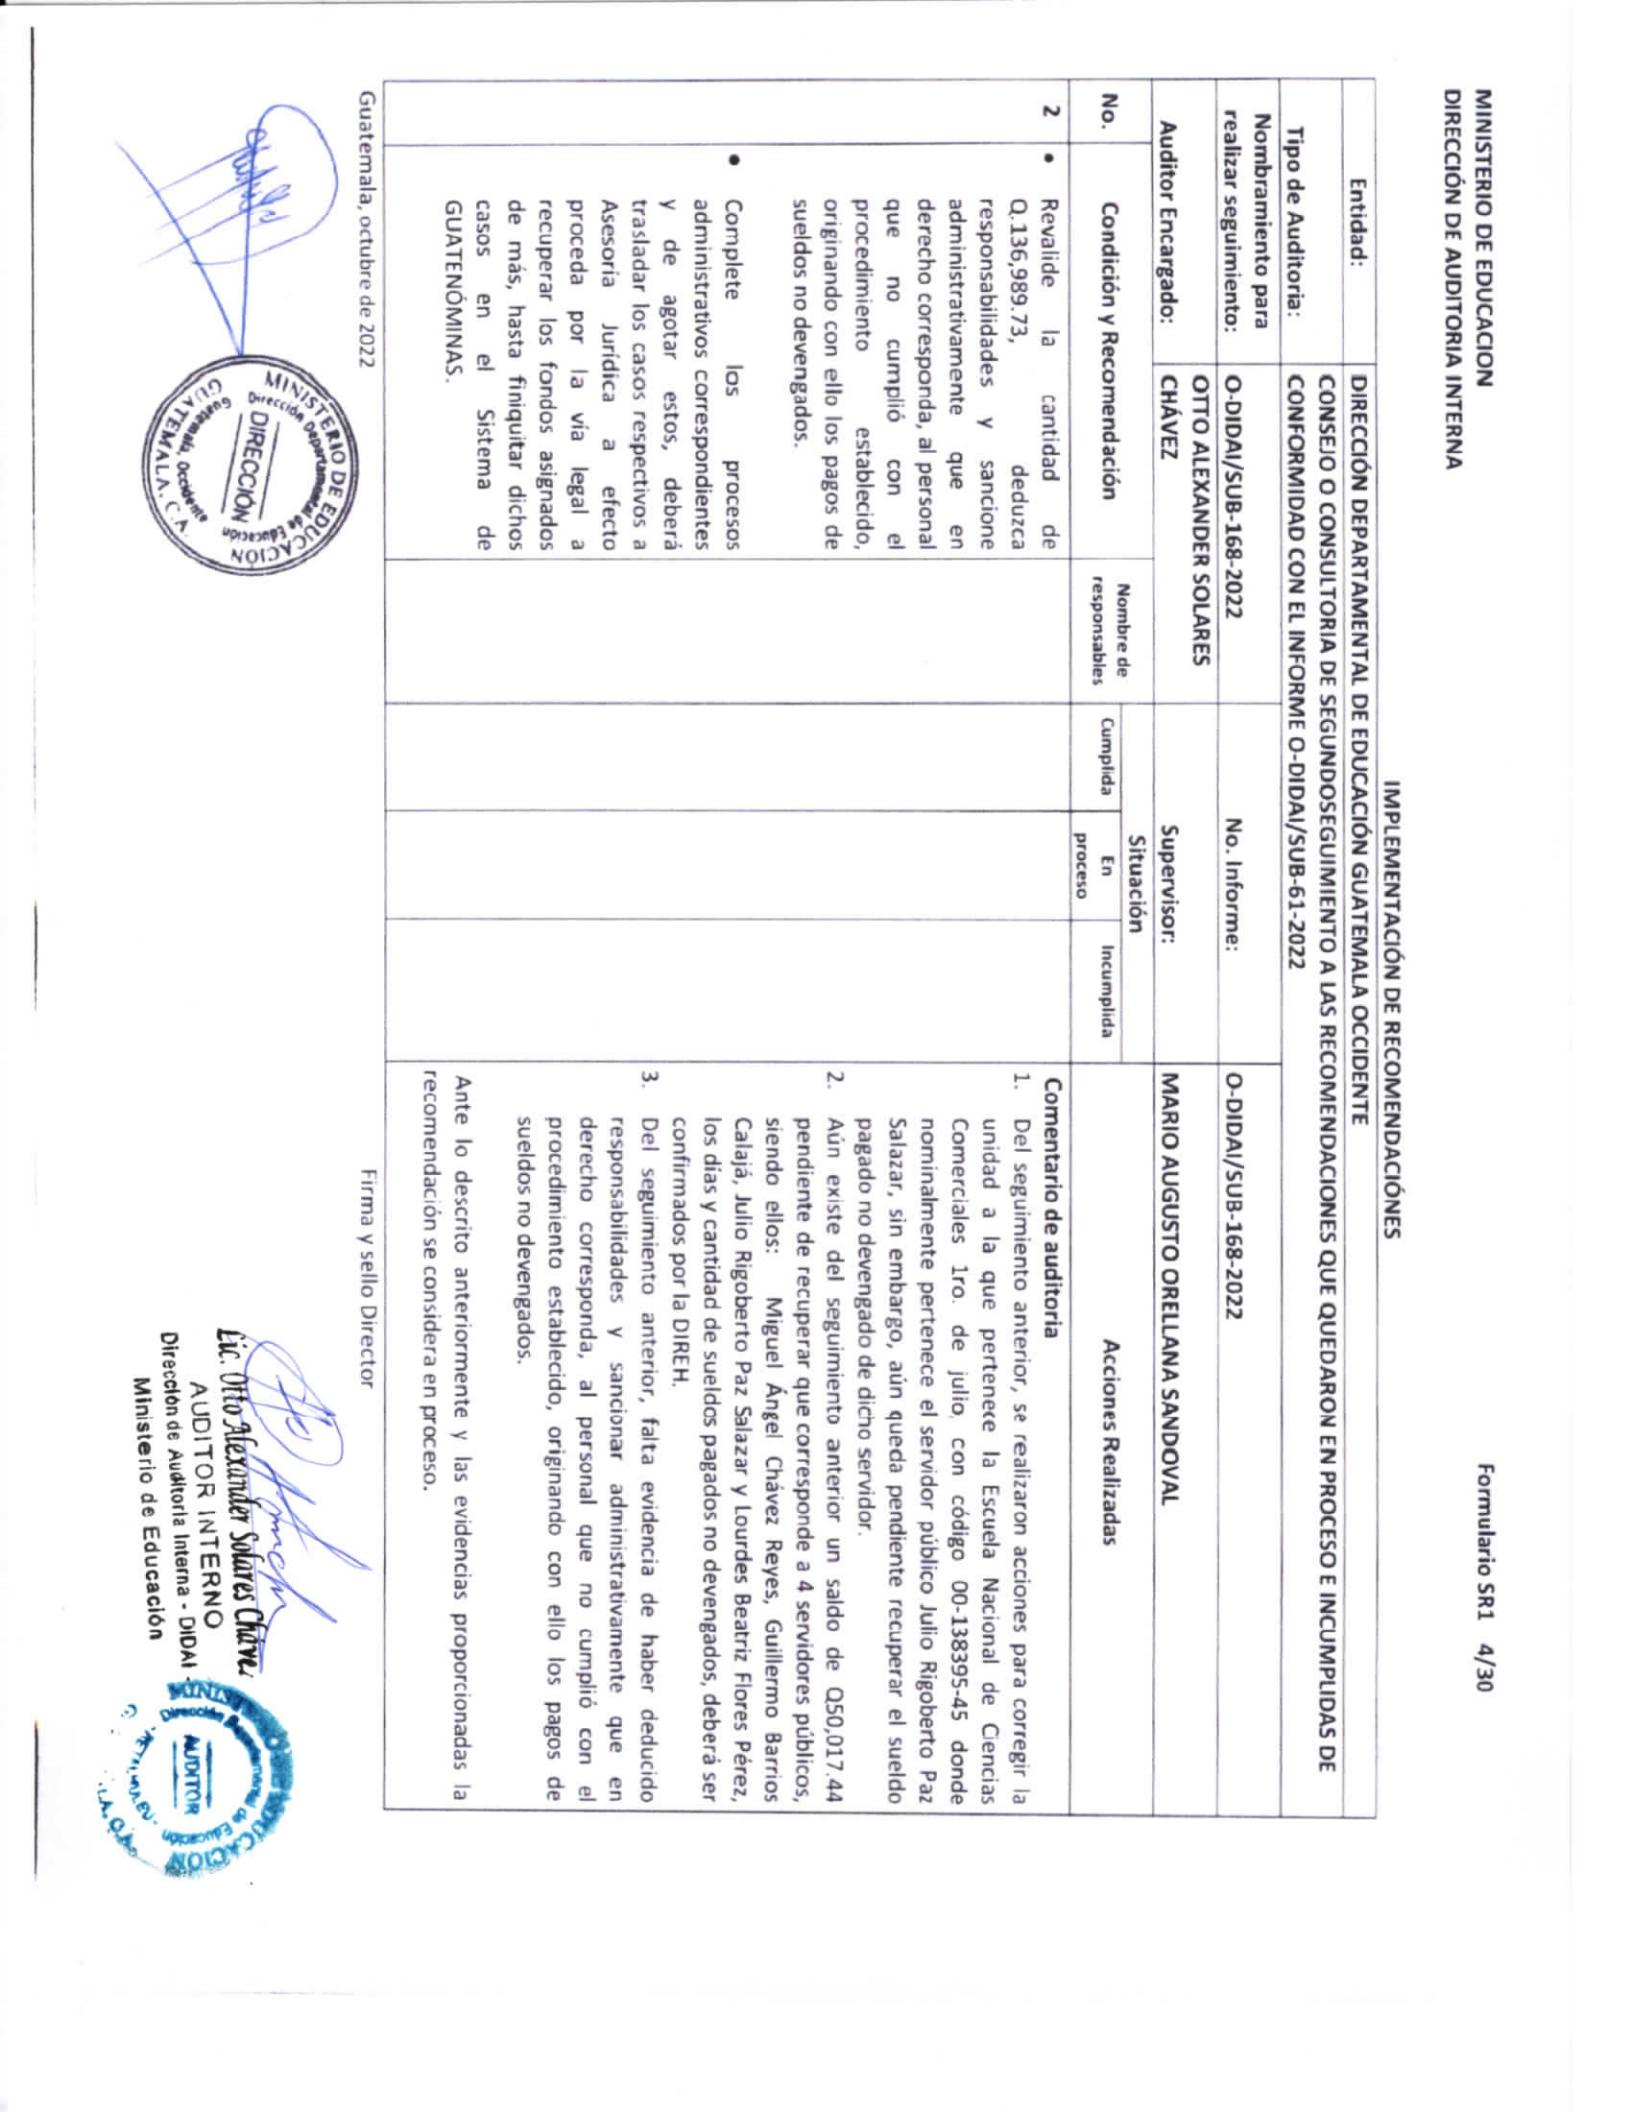 MINISTERIO DE EDUCACION
DIRECCIÓN DE AUDITORIA INTERNA
Formulario SR1 4/30
IMPLEMENTACIÓN DE RECOMENDACIÓNES
Entidad:
DIRECCIÓN DEPARTAMENTAL DE EDUCACIÓN GUATEMALA OCCIDENTE
Tipo de Auditoria:
CONSEJO O CONSULTORIA DE SEGUNDOSEGUIMIENTO A LAS RECOMENDACIONES QUE QUEDARON EN PROCESO E INCUMPLIDAS DE
CONFORMIDAD CON EL INFORME O-DIDAI/SUB-61-2022
Nombramiento para
realizar seguimiento:
O-DIDAI/SUB-168-2022
No. Informe:
O-DIDAI/SUB-168-2022
Auditor Encargado:
OTTO ALEXANDER SOLARES
CHÁVEZ
Supervisor:
MARIO AUGUSTO ORELLANA SANDOVAL
No.
Condición y Recomendación
Nombre de
responsables
Situación
Cumplida
En
proceso
Incumplida
Acciones Realizadas
2
• Revalide la cantidad de
Q.136,989.73, deduzca
responsabilidades y sancione
administrativamente que en
derecho corresponda, al personal
que no cumplió con el
procedimiento establecido,
originando con ello los pagos de
sueldos no devengados.
• Complete los procesos
administrativos correspondientes
y de agotar estos, deberá
trasladar los casos respectivos a
Asesoría Jurídica a efecto
proceda por la vía legal a
recuperar los fondos asignados
de más, hasta finiquitar dichos
casos en el Sistema de
GUATENÓMINAS.
Comentario de auditoria
1. Del seguimiento anterior, se realizaron acciones para corregir la
unidad a la que pertenece la Escuela Nacional de Ciencias
Comerciales 1ro. de julio, con código 00-138395-45 donde
nominalmente pertenece el servidor público Julio Rigoberto Paz
Salazar, sin embargo, aún queda pendiente recuperar el sueldo
pagado no devengado de dicho servidor.
2. Aún existe del seguimiento anterior un saldo de Q50,017.44
pendiente de recuperar que corresponde a 4 servidores públicos,
siendo ellos: Miguel Ángel Chávez Reyes, Guillermo Barrios
Calajá, Julio Rigoberto Paz Salazar y Lourdes Beatriz Flores Pérez,
los días y cantidad de sueldos pagados no devengados, deberá ser
confirmados por la DIREH.
3. Del seguimiento anterior, falta evidencia de haber deducido
responsabilidades y sancionar administrativamente que en
derecho corresponda, al personal que no cumplió con el
procedimiento establecido, originando con ello los pagos de
sueldos no devengados.
Ante lo descrito anteriormente y las evidencias proporcionadas la
recomendación se considera en proceso.
Guatemala, octubre de 2022
Firma y sello Director
MINISTERIO DE EDUCACIÓN
Dirección Departamental de Educación
DIRECCIÓN
Guatemala, Occidente
GUATEMALA, C.A.
Lic. Otto Alexander Solares Cháve
AUDITOR INTERNO
Dirección de Auditoría Interna - DIDAI -
Ministerio de Educación
Dirección Departamental de Educación
AUDITOR